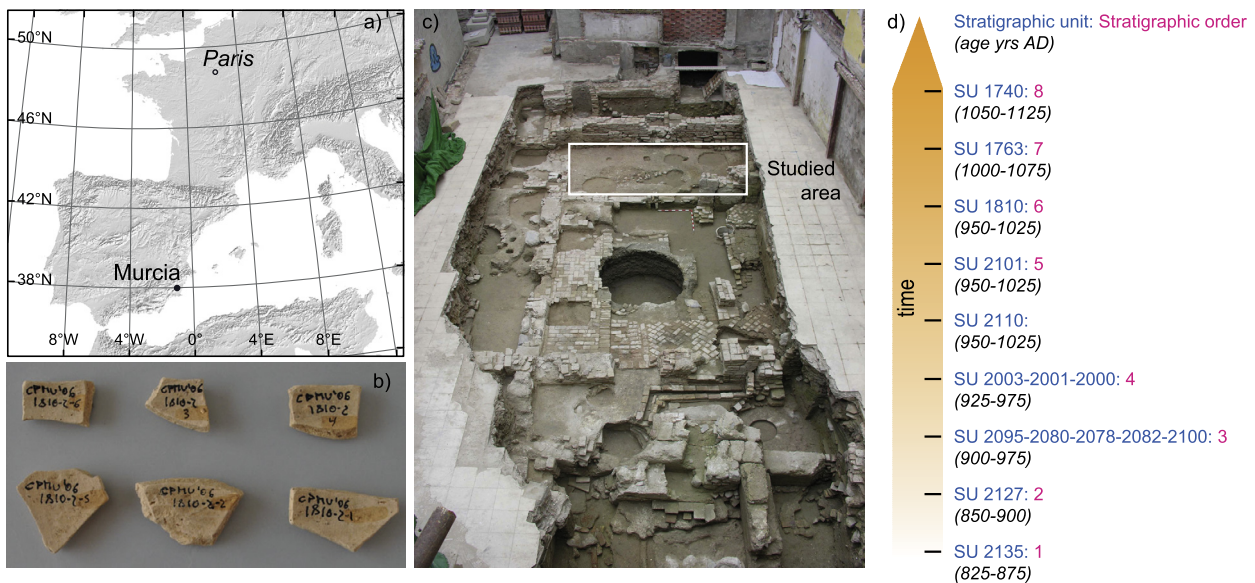 a)
50°N
46°N
42°N
38°N
Paris
Murcia
8°W
4°W
0°
4°E
8°E
b)
CPMU'06
1810-2-6
CPMU'06
1810-2
3
CPMU'06
1810-2
4
CPMU'06
1810-2-5
CPMU'06
1810-2-2
CPMU'06
1810-2-1
c)
Studied
area
d)
time
Stratigraphic unit: Stratigraphic order
(age yrs AD)
SU 1740: 8
(1050-1125)
SU 1763: 7
(1000-1075)
SU 1810: 6
(950-1025)
SU 2101: 5
(950-1025)
SU 2110:
(950-1025)
SU 2003-2001-2000: 4
(925-975)
SU 2095-2080-2078-2082-2100: 3
(900-975)
SU 2127: 2
(850-900)
SU 2135: 1
(825-875)